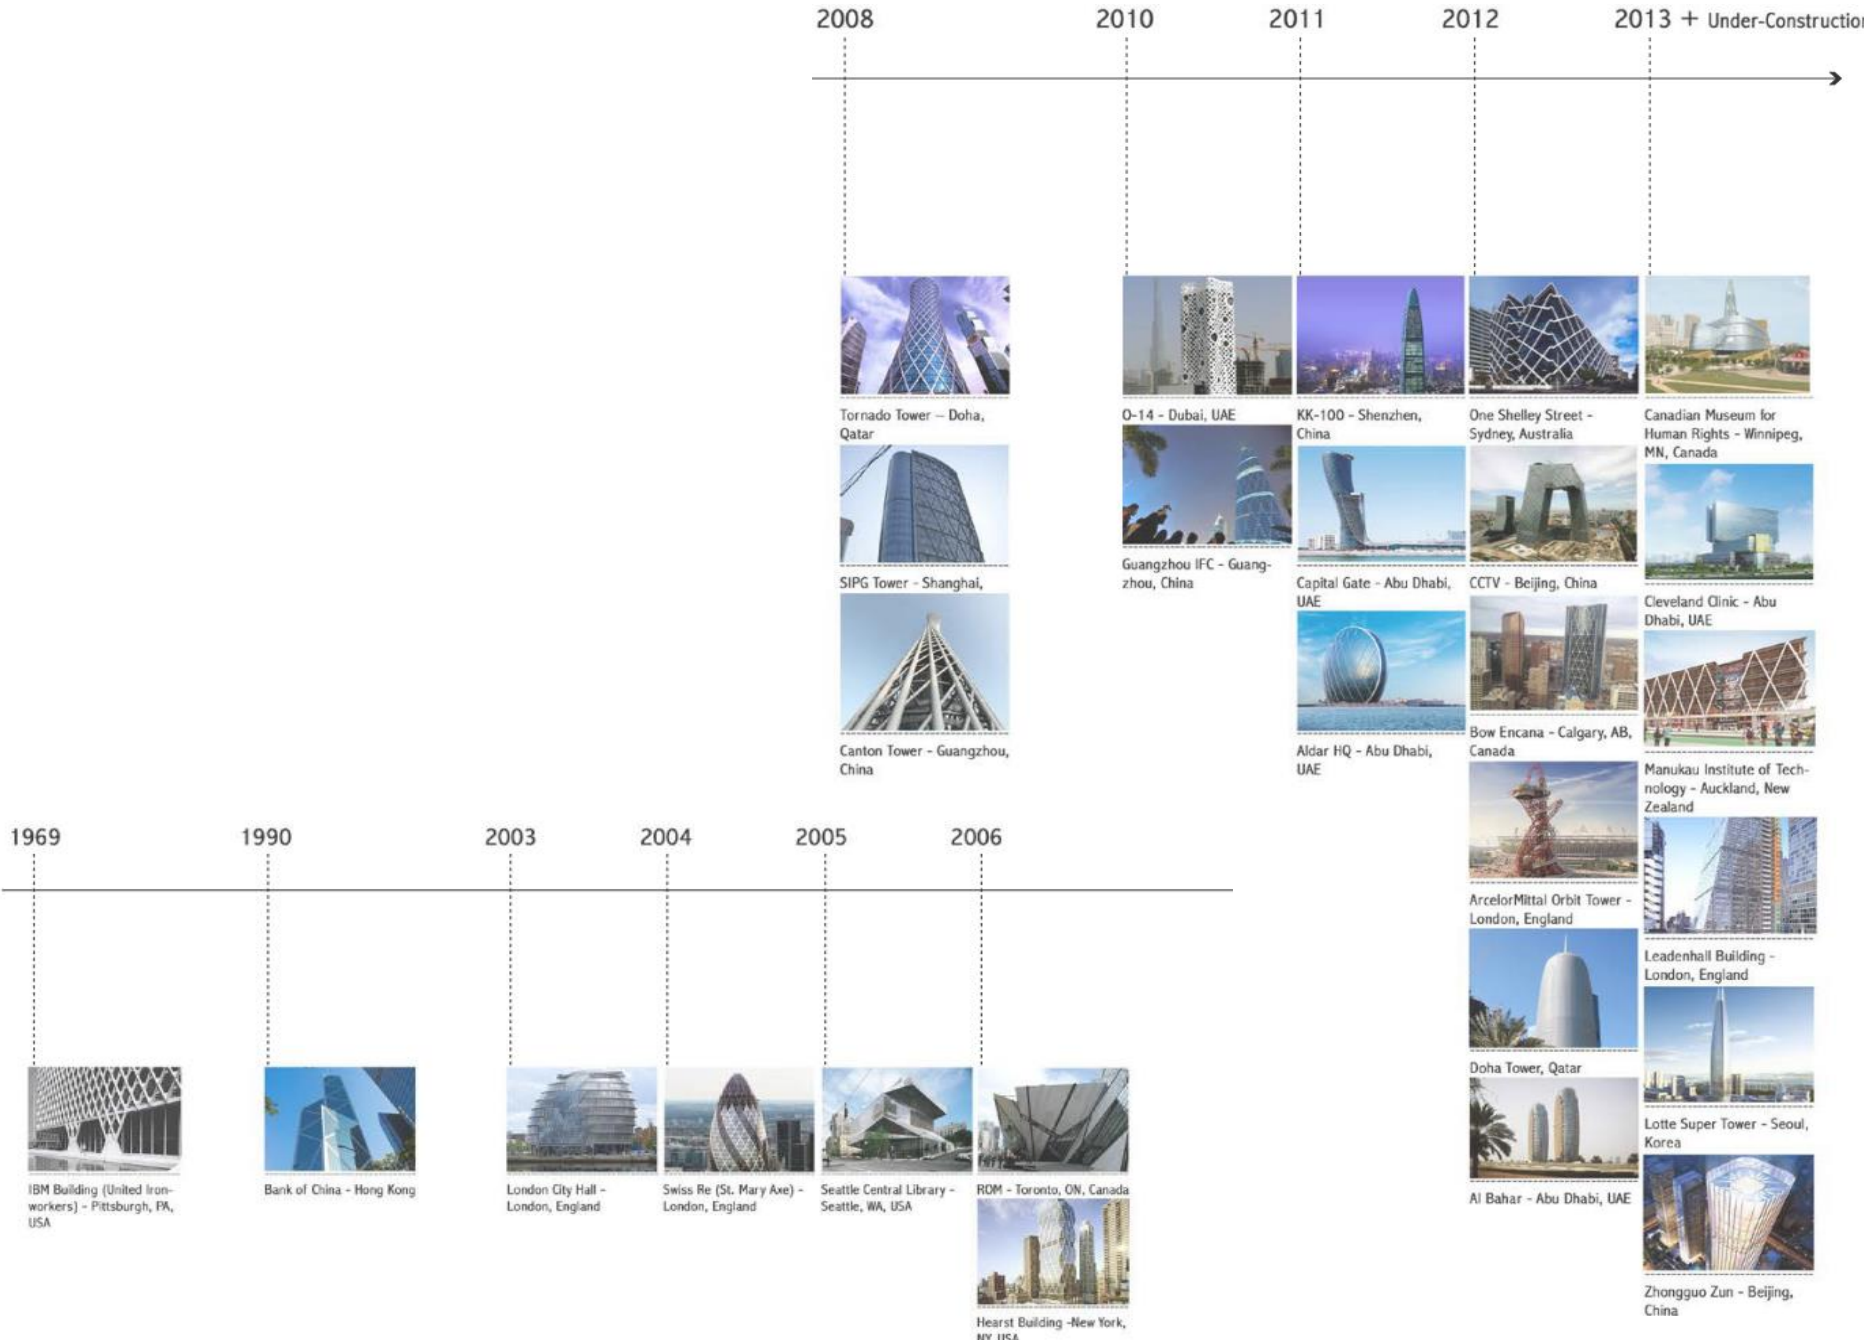 2008
2010
2011
2012
2013 + Under-Construction
Tornado Tower – Doha,
Qatar
SIPG Tower - Shanghai,
Canton Tower - Guangzhou,
China
O-14 - Dubai, UAE
Guangzhou IFC - Guang-
zhou, China
KK-100 - Shenzhen,
China
Capital Gate - Abu Dhabi,
UAE
Aldar HQ - Abu Dhabi,
UAE
One Shelley Street -
Sydney, Australia
CCTV - Beijing, China
Bow Encana - Calgary, AB,
Canada
ArcelorMittal Orbit Tower -
London, England
Doha Tower, Qatar
Al Bahar - Abu Dhabi, UAE
Canadian Museum for
Human Rights - Winnipeg,
MN, Canada
Cleveland Clinic - Abu
Dhabi, UAE
Manukau Institute of Tech-
nology - Auckland, New
Zealand
Leadenhall Building -
London, England
Lotte Super Tower - Seoul,
Korea
Zhongguo Zun - Beijing,
China
1969
1990
2003
2004
2005
2006
IBM Building (United Iron-
workers) - Pittsburgh, PA,
USA
Bank of China - Hong Kong
London City Hall -
London, England
Swiss Re (St. Mary Axe) -
London, England
Seattle Central Library -
Seattle, WA, USA
ROM - Toronto, ON, Canada
Hearst Building -New York,
NY, USA